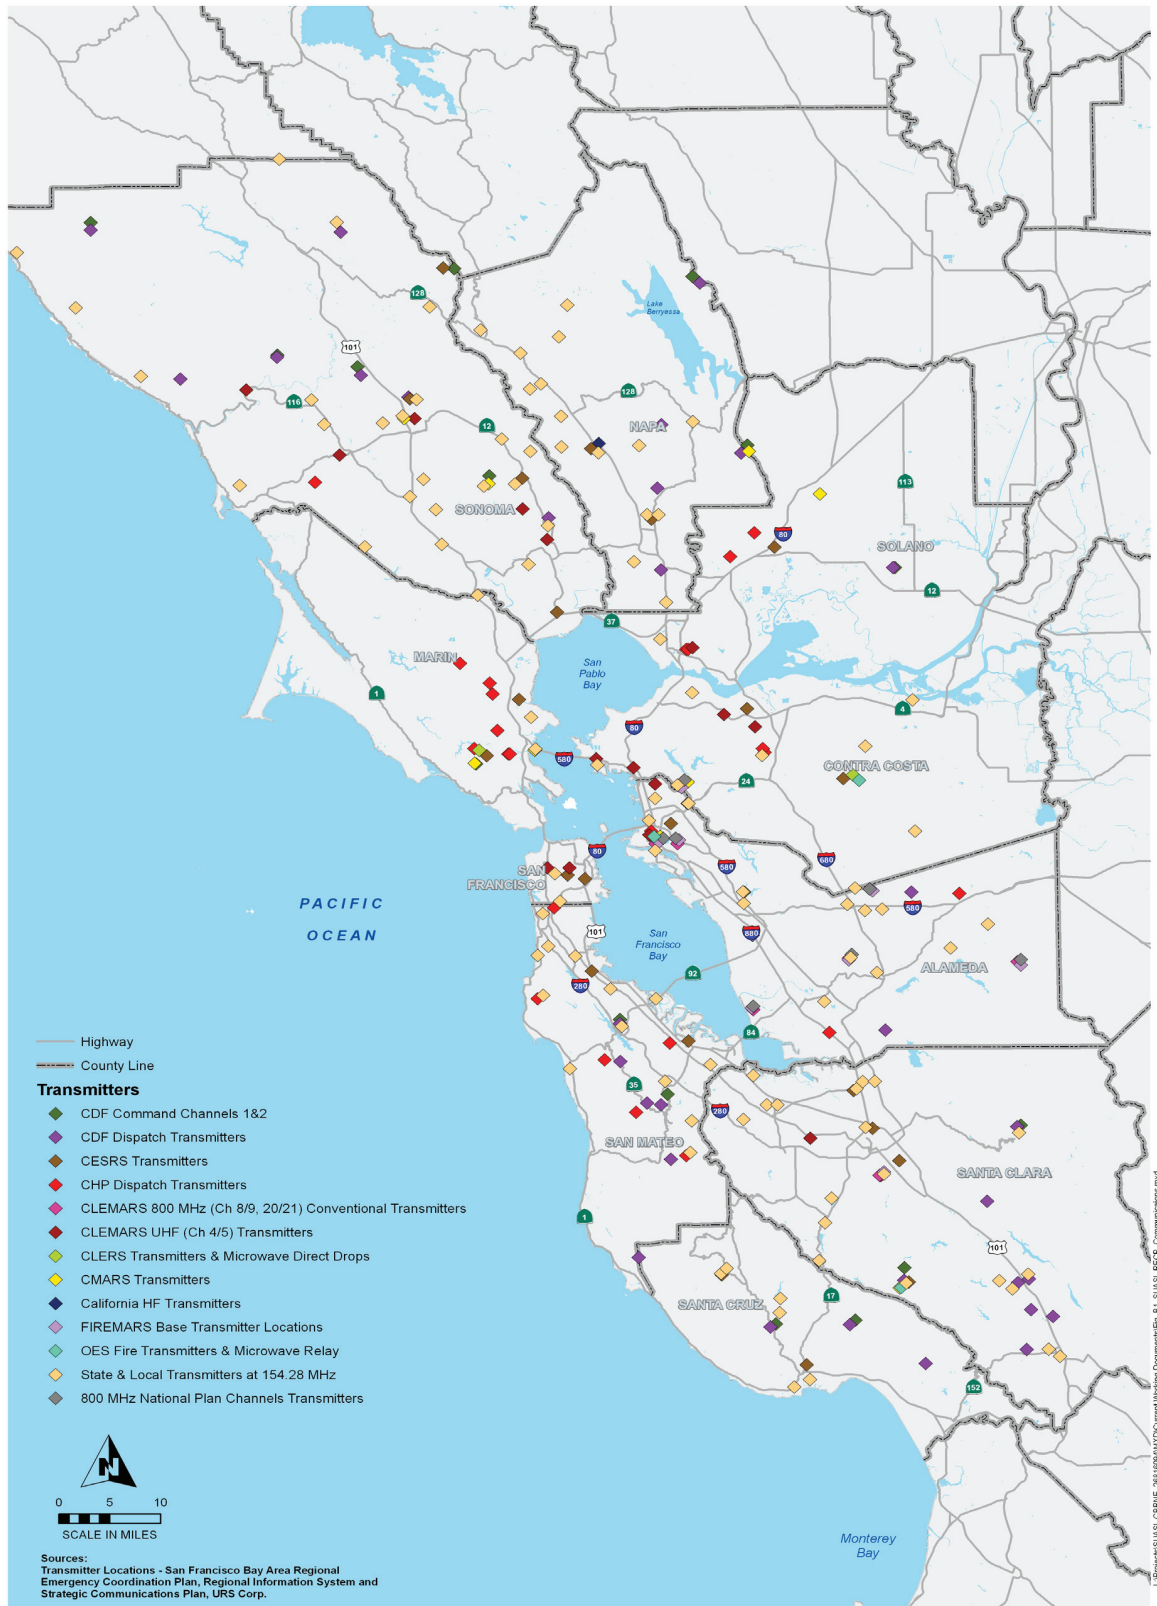 Lake
Berryessa
128
101
116
128
12
NAPA
113
SONOMA
80
SOLANO
12
37
MARIN
San
Pablo
Bay
1
4
80
580
CONTRA COSTA
24
80
680
580
SAN
FRANCISCO
PACIFIC
OCEAN
580
101
880
San
Francisco
Bay
92
ALAMEDA
280
84
35
280
SAN MATEO
SANTA CLARA
1
101
SANTA CRUZ
17
152
Monterey
Bay
Highway
County Line
Transmitters
CDF Command Channels 1&2
CDF Dispatch Transmitters
CESRS Transmitters
CHP Dispatch Transmitters
CLEMARS 800 MHz (Ch 8/9, 20/21) Conventional Transmitters
CLEMARS UHF (Ch 4/5) Transmitters
CLERS Transmitters & Microwave Direct Drops
CMARS Transmitters
California HF Transmitters
FIREMARS Base Transmitter Locations
OES Fire Transmitters & Microwave Relay
State & Local Transmitters at 154.28 MHz
800 MHz National Plan Channels Transmitters
N
0 5 10
SCALE IN MILES
Sources:
Transmitter Locations - San Francisco Bay Area Regional
Emergency Coordination Plan, Regional Information System and
Strategic Communications Plan, URS Corp.